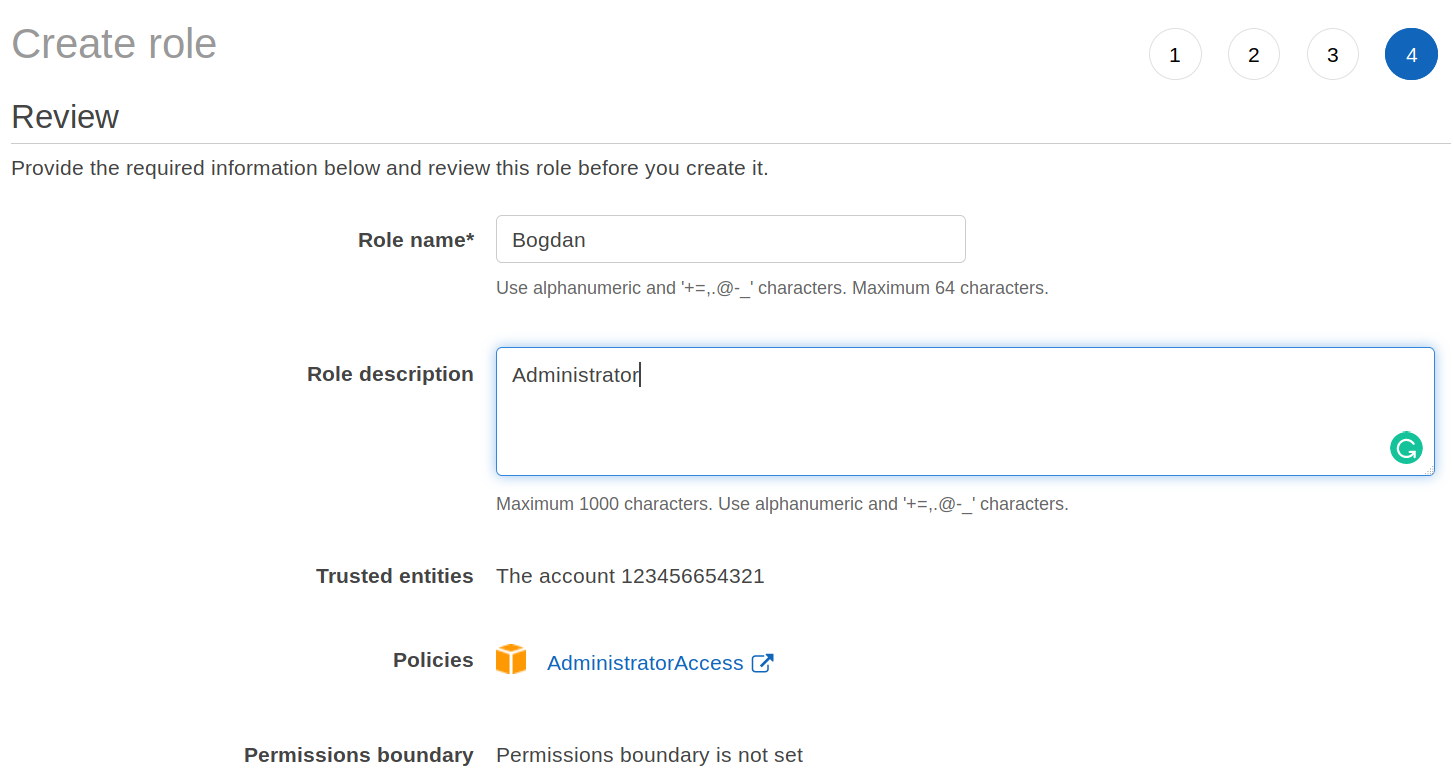 Create role
1 2 3 4
Review
Provide the required information below and review this role before you create it.
Role name* Bogdan
Use alphanumeric and '+=,.@-_' characters. Maximum 64 characters.
Role description Administrator
Maximum 1000 characters. Use alphanumeric and '+=,.@-_' characters.
Trusted entities The account 123456654321
Policies AdministratorAccess
Permissions boundary Permissions boundary is not set